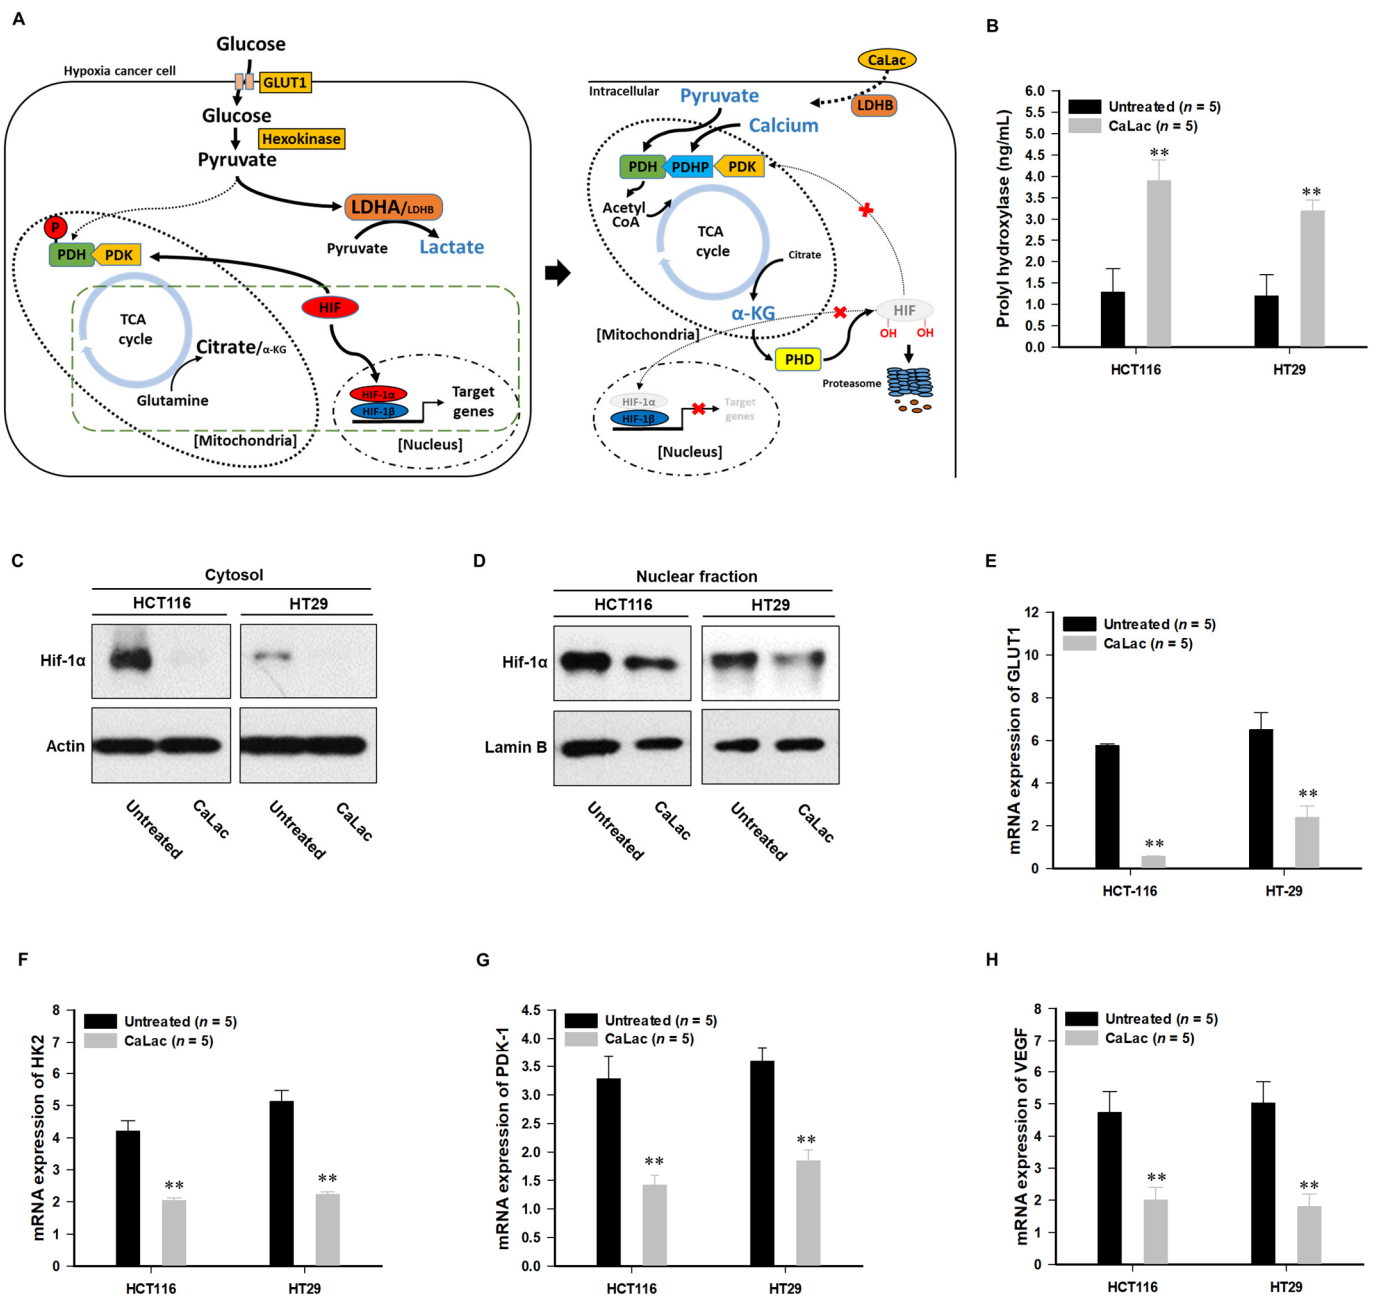 A
Glucose
Hypoxia cancer cell
GLUT1
Glucose
Hexokinase
Pyruvate
LDHA/LDHB
P
Pyruvate
Lactate
PDH
PDK
HIF
TCA
cycle
Citrate/α-KG
Glutamine
HIF-1α
HIF-1β
Target
genes
[Mitochondria]
[Nucleus]
CaLac
Intracellular
Pyruvate
LDHB
Calcium
PDH
PDHP
PDK
Acetyl
CoA
TCA
cycle
Citrate
α-KG
HIF
OH
OH
[Mitochondria]
PHD
Proteasome
HIF-1α
HIF-1β
Target
genes
[Nucleus]
B
Prolyl hydroxylase (ng/mL)
6.0
5.5
5.0
4.5
4.0
3.5
3.0
2.5
2.0
1.5
1.0
0.5
0.0
Untreated (n = 5)
CaLac (n = 5)
**
**
HCT116
HT29
C
Cytosol
HCT116
HT29
Hif-1α
Actin
Untreated
CaLac
Untreated
CaLac
D
Nuclear fraction
HCT116
HT29
Hif-1α
Lamin B
Untreated
CaLac
Untreated
CaLac
E
mRNA expression of GLUT1
12
10
8
6
4
2
0
Untreated (n = 5)
CaLac (n = 5)
**
**
HCT-116
HT-29
F
mRNA expression of HK2
8
7
6
5
4
3
2
1
0
Untreated (n = 5)
CaLac (n = 5)
**
**
HCT116
HT29
G
mRNA expression of PDK-1
4.5
4.0
3.5
3.0
2.5
2.0
1.5
1.0
0.5
0.0
Untreated (n = 5)
CaLac (n = 5)
**
**
HCT116
HT29
H
mRNA expression of VEGF
8
7
6
5
4
3
2
1
0
Untreated (n = 5)
CaLac (n = 5)
**
**
HCT116
HT29